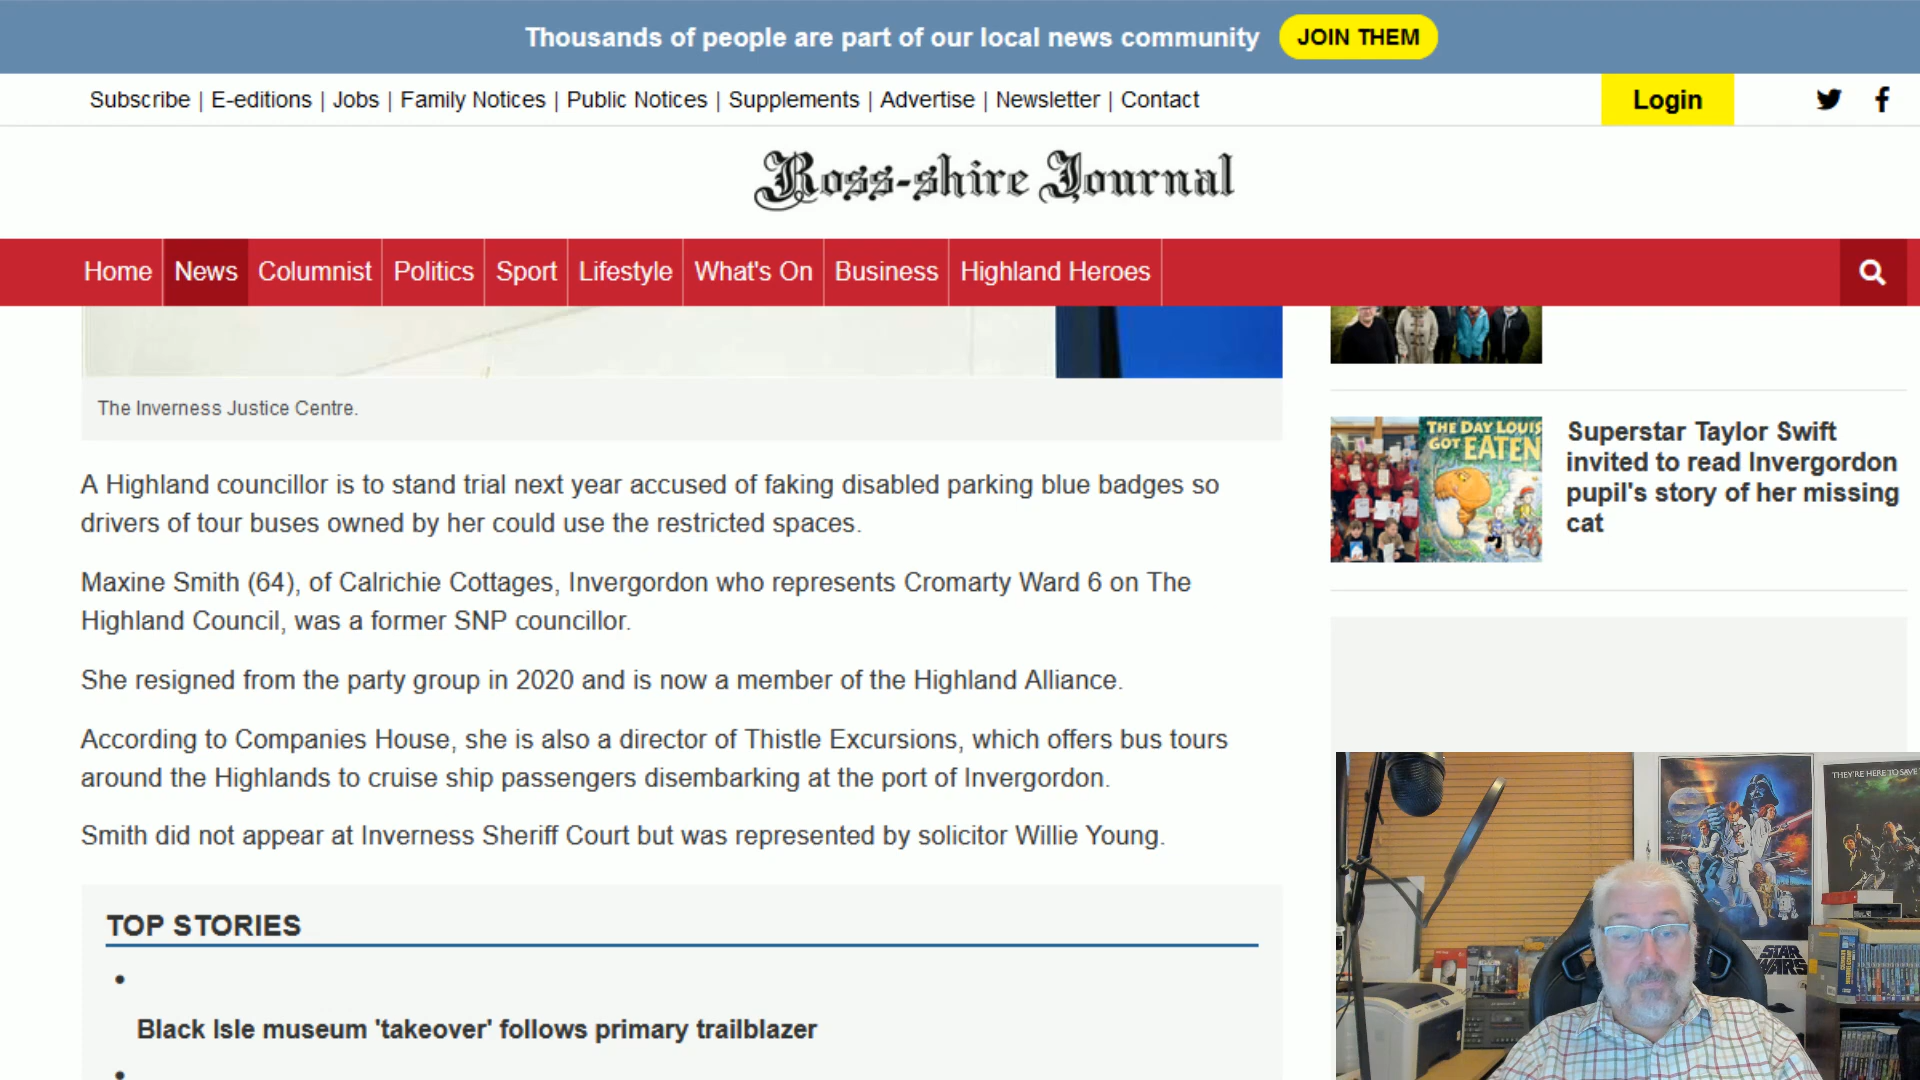 Thousands of people are part of our local news community JOIN THEM
Subscribe | E-editions | Jobs | Family Notices | Public Notices | Supplements | Advertise | Newsletter | Contact
Login
Ross-shire Journal
Home News Columnist Politics Sport Lifestyle What's On Business Highland Heroes
The Inverness Justice Centre.
A Highland councillor is to stand trial next year accused of faking disabled parking blue badges so
drivers of tour buses owned by her could use the restricted spaces.
Maxine Smith (64), of Calrichie Cottages, Invergordon who represents Cromarty Ward 6 on The
Highland Council, was a former SNP councillor.
She resigned from the party group in 2020 and is now a member of the Highland Alliance.
According to Companies House, she is also a director of Thistle Excursions, which offers bus tours
around the Highlands to cruise ship passengers disembarking at the port of Invergordon.
Smith did not appear at Inverness Sheriff Court but was represented by solicitor Willie Young.
TOP STORIES
Black Isle museum 'takeover' follows primary trailblazer
THE DAY LOUIS
GOT EATEN
Superstar Taylor Swift
invited to read Invergordon
pupil's story of her missing
cat
THEY'RE HERE TO SAVE
STAR
WARS